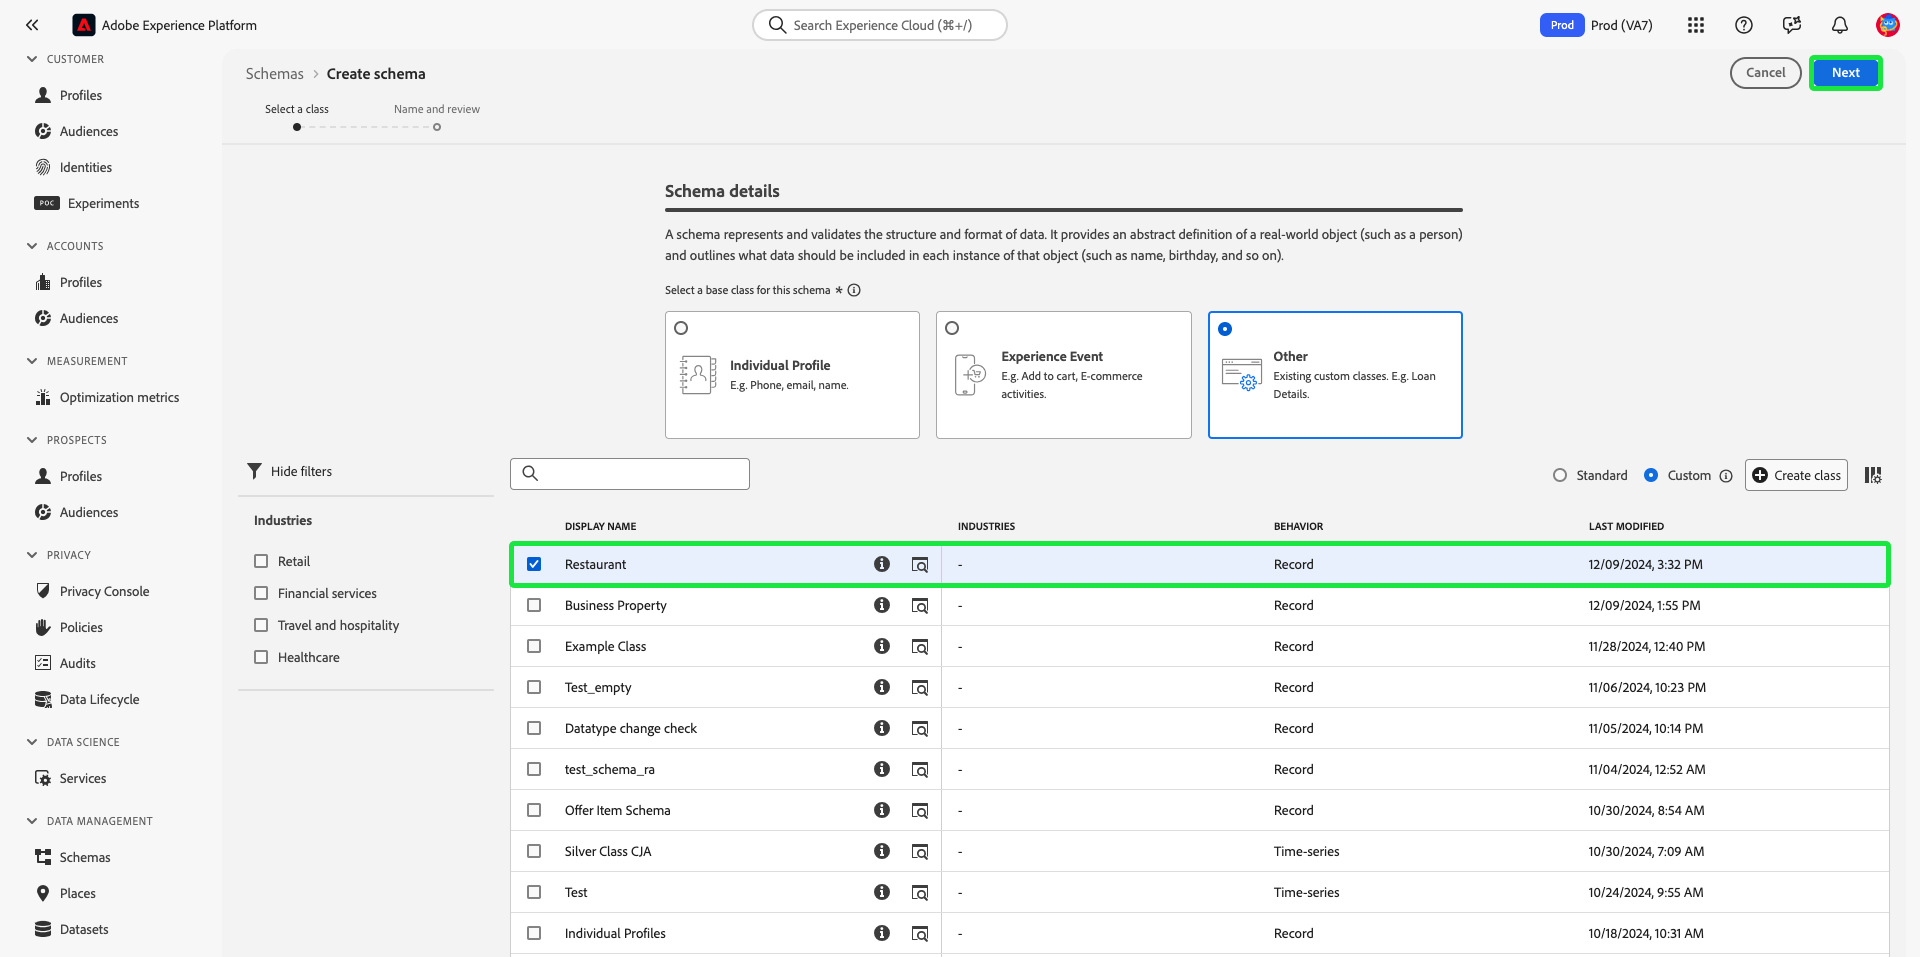 Adobe Experience Platform
Search Experience Cloud (⌘+/)
Prod
Prod (VA7)
CUSTOMER
Profiles
Audiences
Identities
POC
Experiments
ACCOUNTS
Profiles
Audiences
MEASUREMENT
Optimization metrics
PROSPECTS
Profiles
Audiences
PRIVACY
Privacy Console
Policies
Audits
Data Lifecycle
DATA SCIENCE
Services
DATA MANAGEMENT
Schemas
Places
Datasets
Schemas > Create schema
Cancel
Next
Select a class
Name and review
Schema details
A schema represents and validates the structure and format of data. It provides an abstract definition of a real-world object (such as a person)
and outlines what data should be included in each instance of that object (such as name, birthday, and so on).
Select a base class for this schema *
Individual Profile
E.g. Phone, email, name.
Experience Event
E.g. Add to cart, E-commerce
activities.
Other
Existing custom classes. E.g. Loan
Details.
Hide filters
Industries
Retail
Financial services
Travel and hospitality
Healthcare
Standard
Custom
Create class
DISPLAY NAME INDUSTRIES BEHAVIOR LAST MODIFIED
Restaurant - Record 12/09/2024, 3:32 PM
Business Property - Record 12/09/2024, 1:55 PM
Example Class - Record 11/28/2024, 12:40 PM
Test_empty - Record 11/06/2024, 10:23 PM
Datatype change check - Record 11/05/2024, 10:14 PM
test_schema_ra - Record 11/04/2024, 12:52 AM
Offer Item Schema - Record 10/30/2024, 8:54 AM
Silver Class CJA - Time-series 10/30/2024, 7:09 AM
Test - Time-series 10/24/2024, 9:55 AM
Individual Profiles - Record 10/18/2024, 10:31 AM